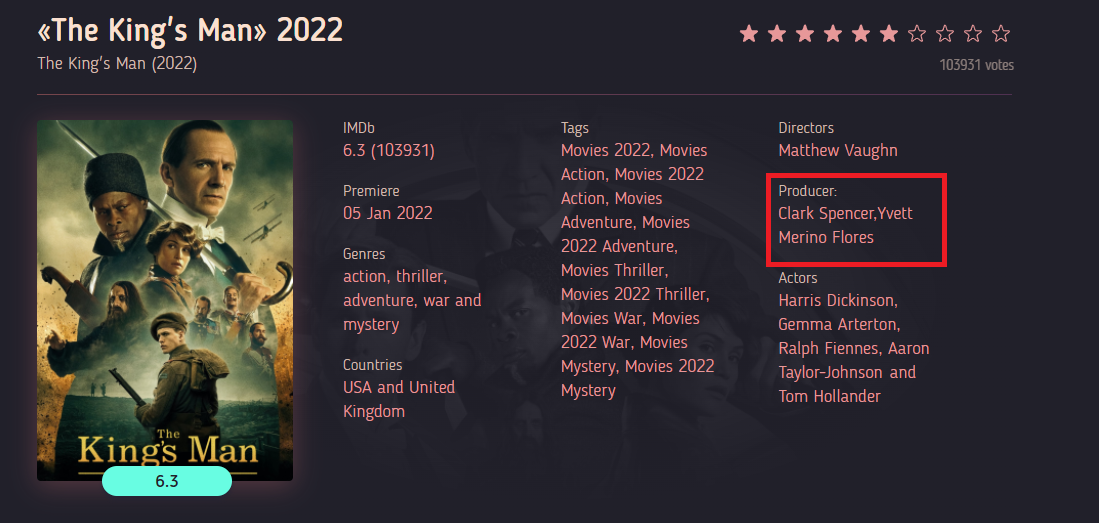 «The King's Man» 2022
The King's Man (2022)
103931 votes
The
King's Man
6.3
IMDb
6.3 (103931)
Premiere
05 Jan 2022
Genres
action, thriller,
adventure, war and
mystery
Countries
USA and United
Kingdom
Tags
Movies 2022, Movies
Action, Movies 2022
Action, Movies
Adventure, Movies
2022 Adventure,
Movies Thriller,
Movies 2022 Thriller,
Movies War, Movies
2022 War, Movies
Mystery, Movies 2022
Mystery
Directors
Matthew Vaughn
Producer:
Clark Spencer,Yvett
Merino Flores
Actors
Harris Dickinson,
Gemma Arterton,
Ralph Fiennes, Aaron
Taylor-Johnson and
Tom Hollander